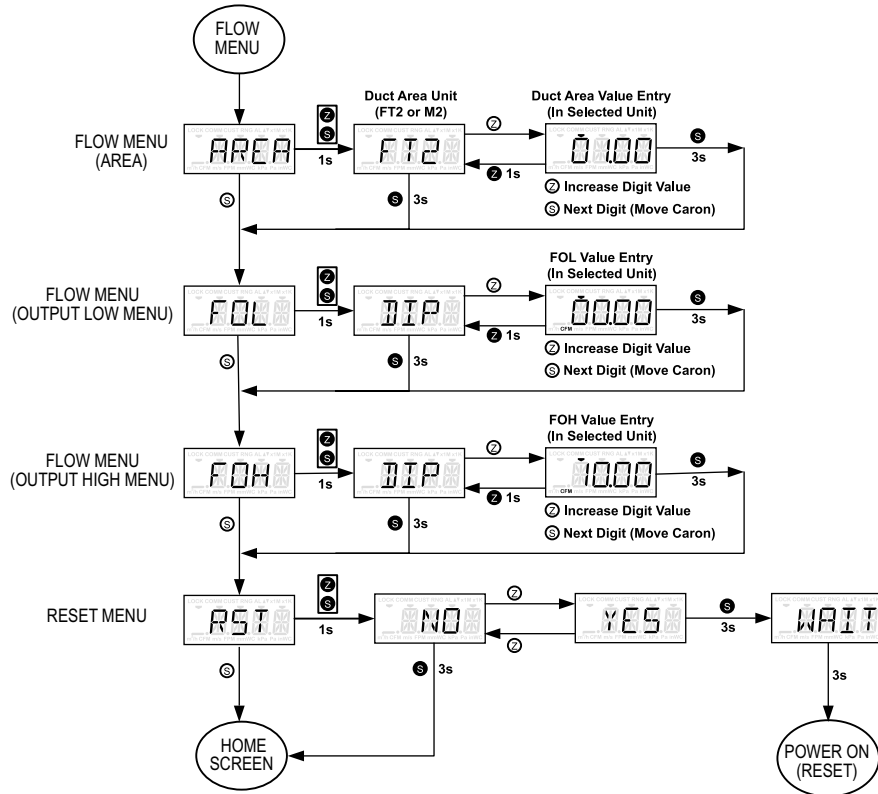 FLOW
MENU
FLOW MENU
(AREA)
AREA
Z
S
1s
Duct Area Unit
(FT2 or M2)
FT2
Z
Z 1s
Duct Area Value Entry
(In Selected Unit)
01.00
S
3s
Z Increase Digit Value
S Next Digit (Move Caron)
S
S 3s
FLOW MENU
(OUTPUT LOW MENU)
FOL
Z
S
1s
DIP
Z
Z 1s
FOL Value Entry
(In Selected Unit)
00.00
CFM
S
3s
Z Increase Digit Value
S Next Digit (Move Caron)
S
S 3s
FLOW MENU
(OUTPUT HIGH MENU)
FOH
Z
S
1s
DIP
Z
Z 1s
FOH Value Entry
(In Selected Unit)
10.00
CFM
S
3s
Z Increase Digit Value
S Next Digit (Move Caron)
S
S 3s
RESET MENU
RST
Z
S
1s
NO
Z
Z
YES
S
3s
WAIT
S
S 3s
3s
HOME
SCREEN
POWER ON
(RESET)